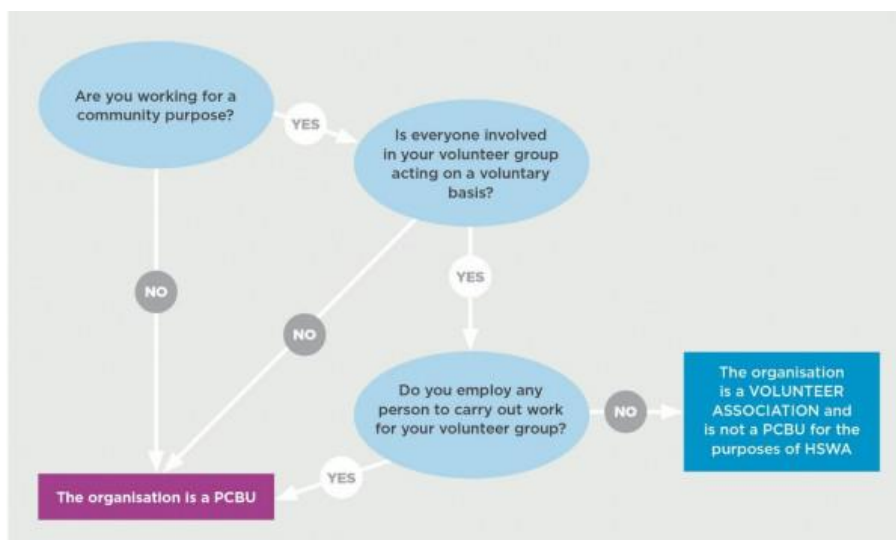 Are you working for a
community purpose?
YES
Is everyone involved
in your volunteer group
acting on a voluntary
basis?
NO
NO
YES
Do you employ any
person to carry out work
for your volunteer group?
NO
The organisation
is a VOLUNTEER
ASSOCIATION and
is not a PCBU for the
purposes of HSWA
YES
The organisation is a PCBU